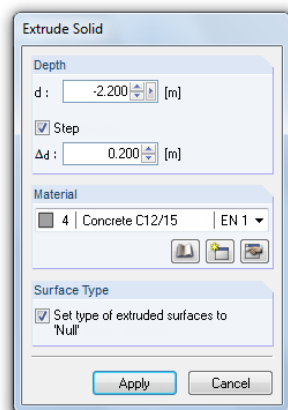 Extrude Solid
Depth
d : -2.200 [m]
Step
Δd : 0.200 [m]
Material
4 Concrete C12/15 EN 1
Surface Type
Set type of extruded surfaces to
'Null'
Apply Cancel